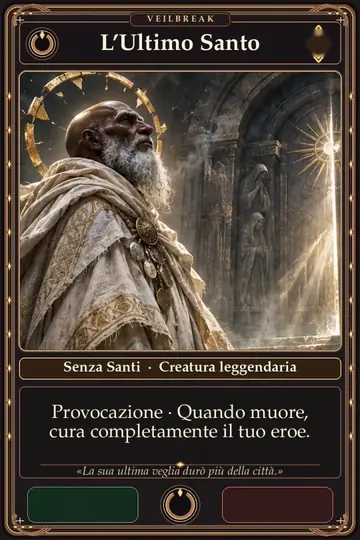 VEILBREAK
L'Ultimo Santo
Senza Santi · Creatura leggendaria
Provocazione · Quando muore,
cura completamente il tuo eroe.
«La sua ultima veglia durò più della città.»